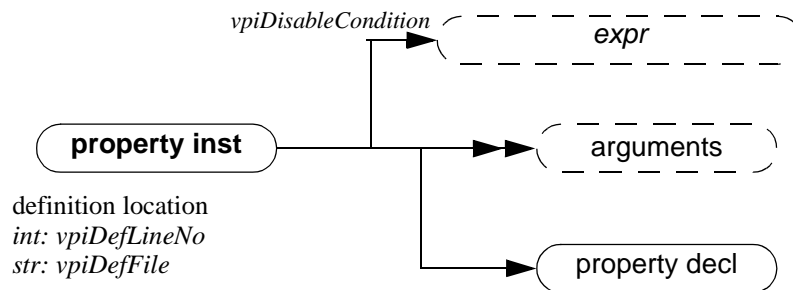 vpiDisableCondition
expr
property inst
arguments
definition location
int: vpiDefLineNo
str: vpiDefFile
property decl